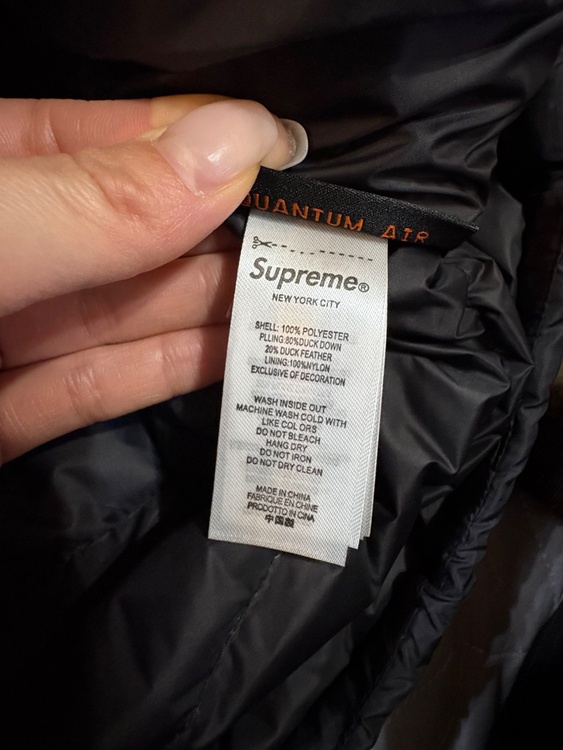 QUANTUM AIR
Supreme®
NEW YORK CITY
SHELL: 100% POLYESTER
PLLING:80%DUCK DOWN
20% DUCK FEATHER
LINING:100%NYLON
EXCLUSIVE OF DECORATION
WASH INSIDE OUT
MACHINE WASH COLD WITH
LIKE COLORS
DO NOT BLEACH
HANG DRY
DO NOT IRON
DO NOT DRY CLEAN
MADE IN CHINA
FABRIQUE EN CHINE
PRODOTTO IN CINA
中国製